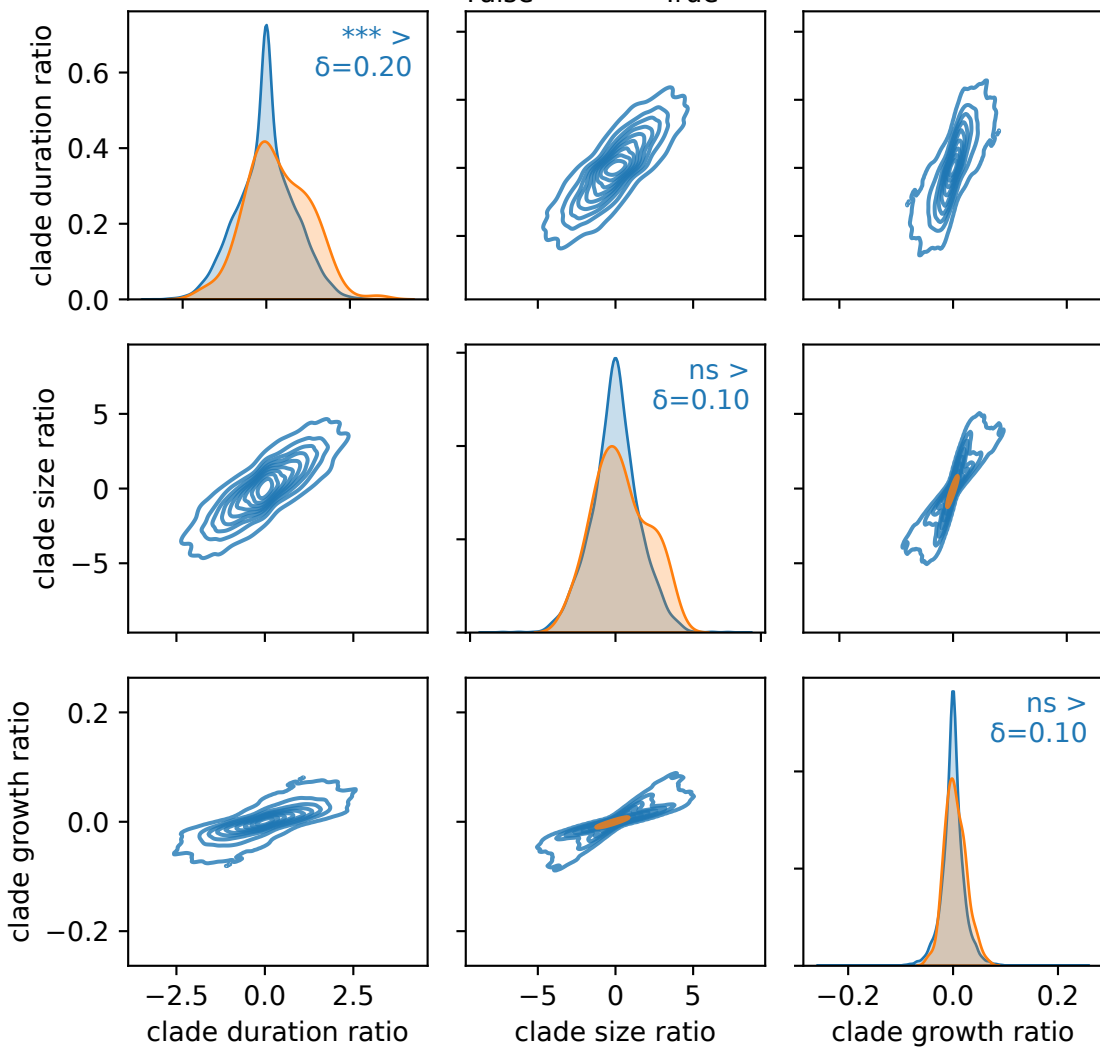 clade duration ratio
0.6
0.4
0.2
0.0
*** >
δ=0.20
clade size ratio
5
0
−5
ns >
δ=0.10
clade growth ratio
0.2
0.0
−0.2
ns >
δ=0.10
−2.5 0.0 2.5
−5 0 5
−0.2 0.0 0.2
clade duration ratio
clade size ratio
clade growth ratio